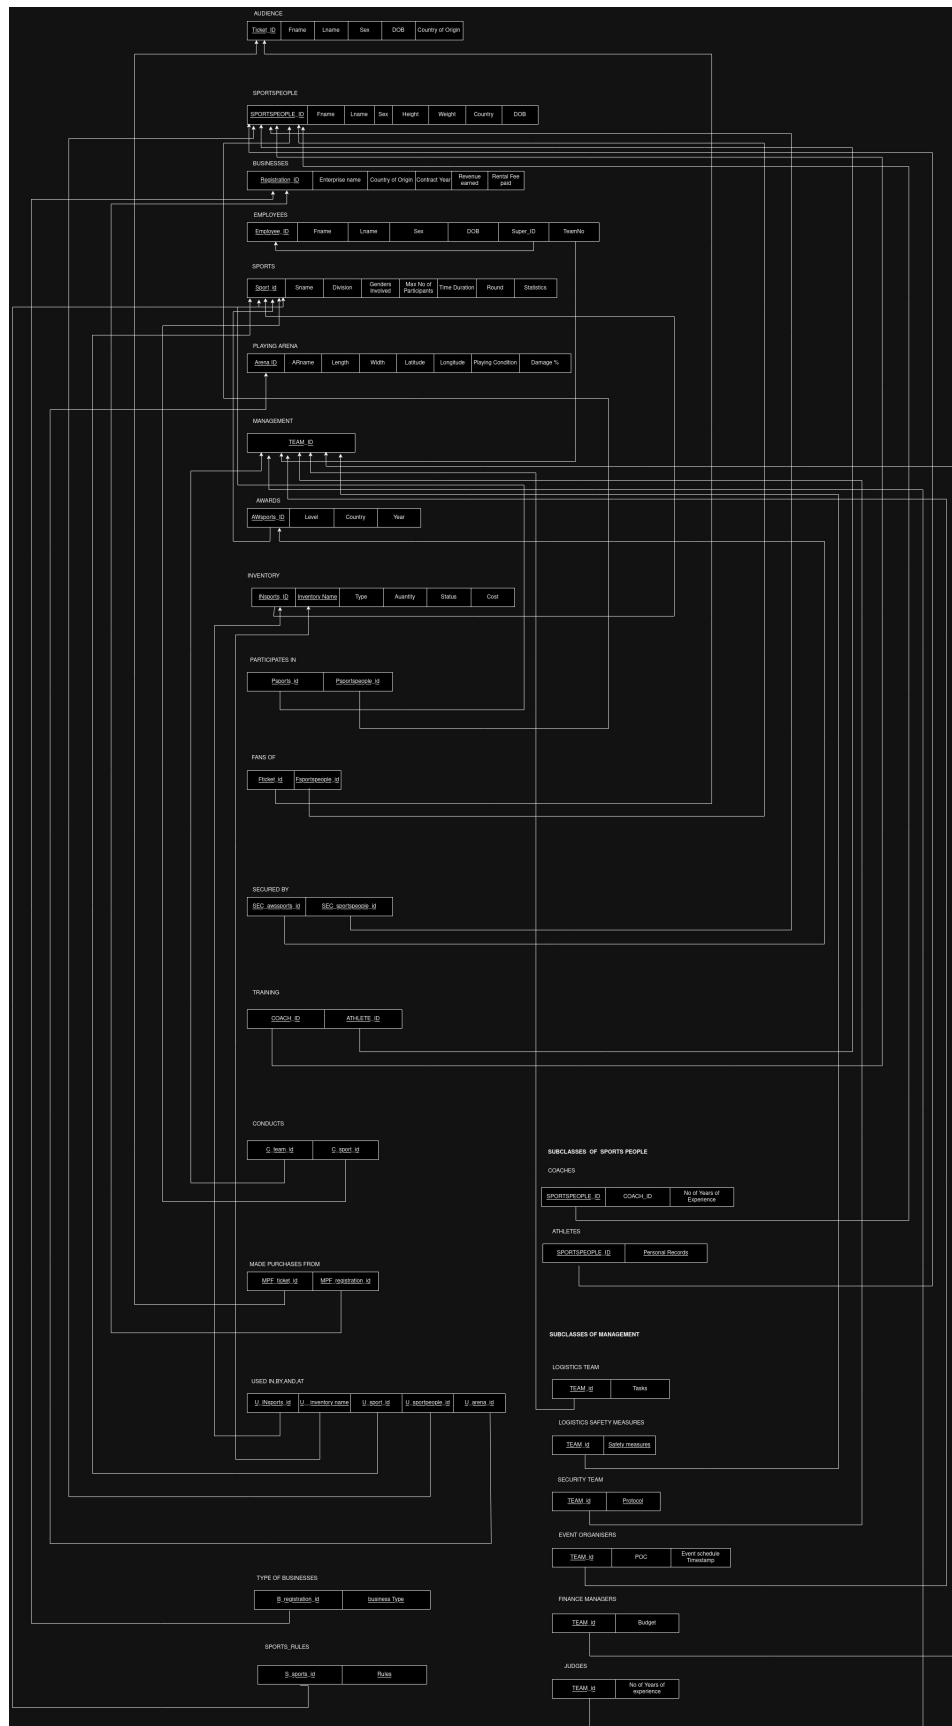 AUDIENCE
Ticket_ID Fname Lname Sex DOB Country of Origin
SPORTSPEOPLE
SPORTSPEOPLE_ID Fname Lname Sex Height Weight Country DOB
BUSINESSES
Registration_ID Enterprise name Country of Origin Contract Year Revenue earned Rental Fee paid
EMPLOYEES
Employee_ID Fname Lname Sex DOB Super_ID TeamNo
SPORTS
Sport_id Sname Division Genders Involved Max No of Participants Time Duration Round Statistics
PLAYING ARENA
Arena ID ARname Length Width Latitude Longitude Playing Condition Damage %
MANAGEMENT
TEAM_ID
AWARDS
AWsports_ID Level Country Year
INVENTORY
INsports_ID Inventory Name Type Auantity Status Cost
PARTICIPATES IN
Psports_id Psportspeople_id
FANS OF
Fticket_id Fsportspeople_id
SECURED BY
SEC_awssports_id SEC_sportspeople_id
TRAINING
COACH_ID ATHLETE_ID
CONDUCTS
C_team_id C_sport_id
SUBCLASSES OF SPORTS PEOPLE
COACHES
SPORTSPEOPLE_ID COACH_ID No of Years of Experience
ATHLETES
SPORTSPEOPLE_ID Personal Records
MADE PURCHASES FROM
MPF_ticket_id MPF_registration_id
SUBCLASSES OF MANAGEMENT
LOGISTICS TEAM
TEAM_id Tasks
USED IN,BY,AND,AT
U_INsports_id U_ inventory name U_sport_id U_sportpeople_id U_arena_id
LOGISTICS SAFETY MEASURES
TEAM_id Safety measures
SECURITY TEAM
TEAM_id Protocol
EVENT ORGANISERS
TEAM_id POC Event schedule Timestamp
TYPE OF BUSINESSES
B_registration_id business Type
FINANCE MANAGERS
TEAM_id Budget
SPORTS_RULES
S_sports_id Rules
JUDGES
TEAM_id No of Years of experience